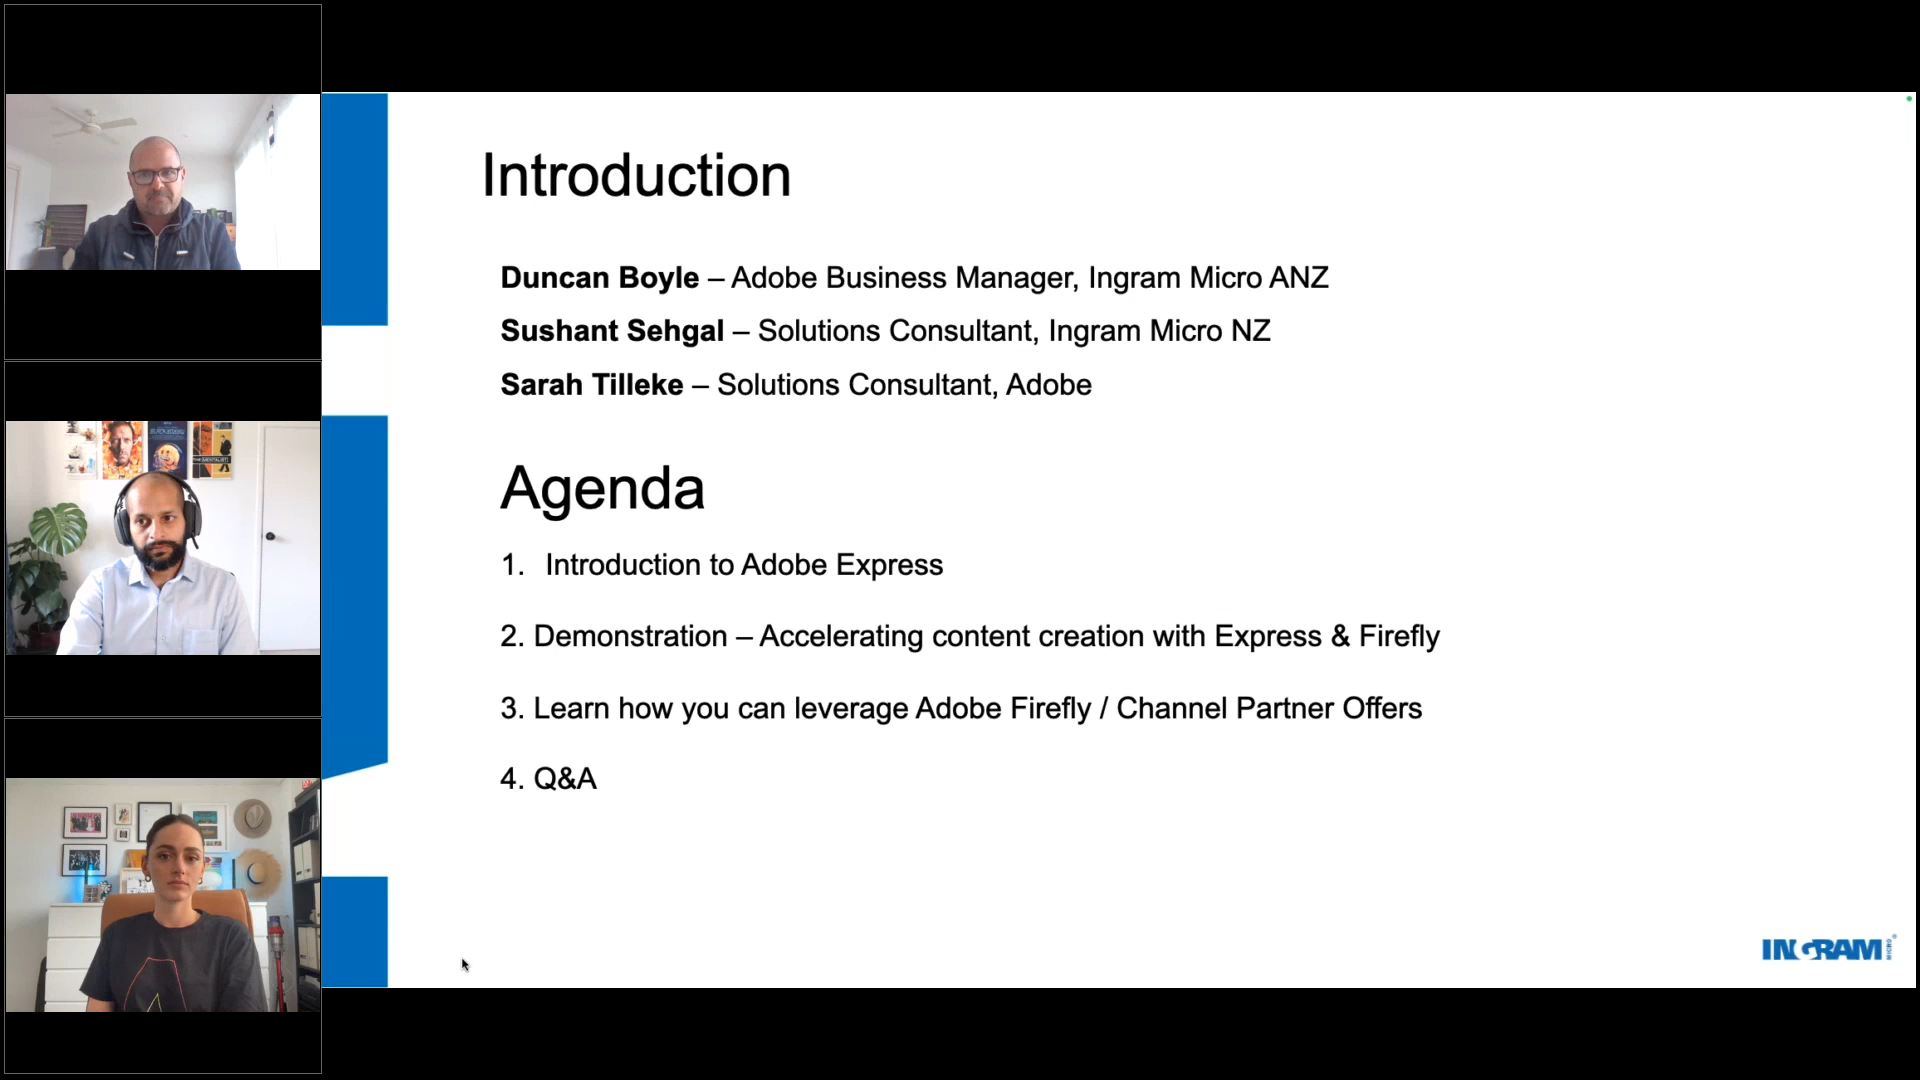 Introduction
Duncan Boyle – Adobe Business Manager, Ingram Micro ANZ
Sushant Sehgal – Solutions Consultant, Ingram Micro NZ
Sarah Tilleke – Solutions Consultant, Adobe
Agenda
1. Introduction to Adobe Express
2. Demonstration – Accelerating content creation with Express & Firefly
3. Learn how you can leverage Adobe Firefly / Channel Partner Offers
4. Q&A
INGRAM MICRO